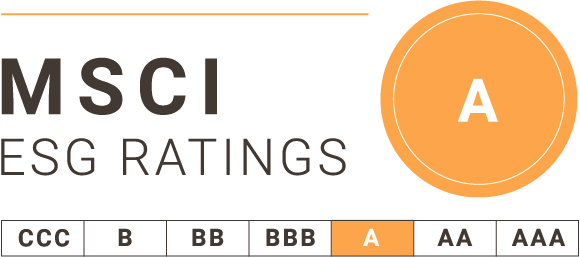 MSCI
ESG RATINGS
A
CCC B BB BBB A AA AAA